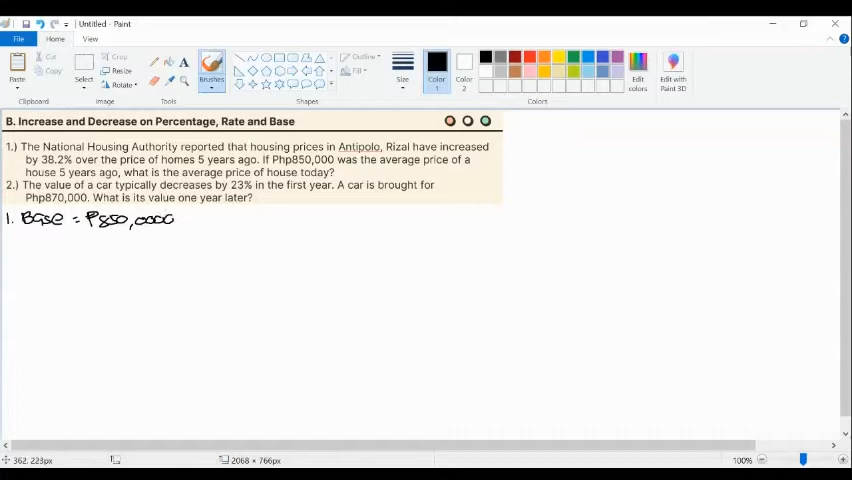 Untitled - Paint
File Home View
Paste Cut Copy Select Crop Resize Rotate Brushes Outline Fill Size Color 1 Color 2 Edit colors Edit with Paint 3D
Clipboard Image Tools Shapes Colors
B. Increase and Decrease on Percentage, Rate and Base
1.) The National Housing Authority reported that housing prices in Antipolo, Rizal have increased
by 38.2% over the price of homes 5 years ago. If Php850,000 was the average price of a
house 5 years ago, what is the average price of house today?
2.) The value of a car typically decreases by 23% in the first year. A car is brought for
Php870,000. What is its value one year later?
1. Base = ₱850,0000
362, 223px 2068 × 766px 100%